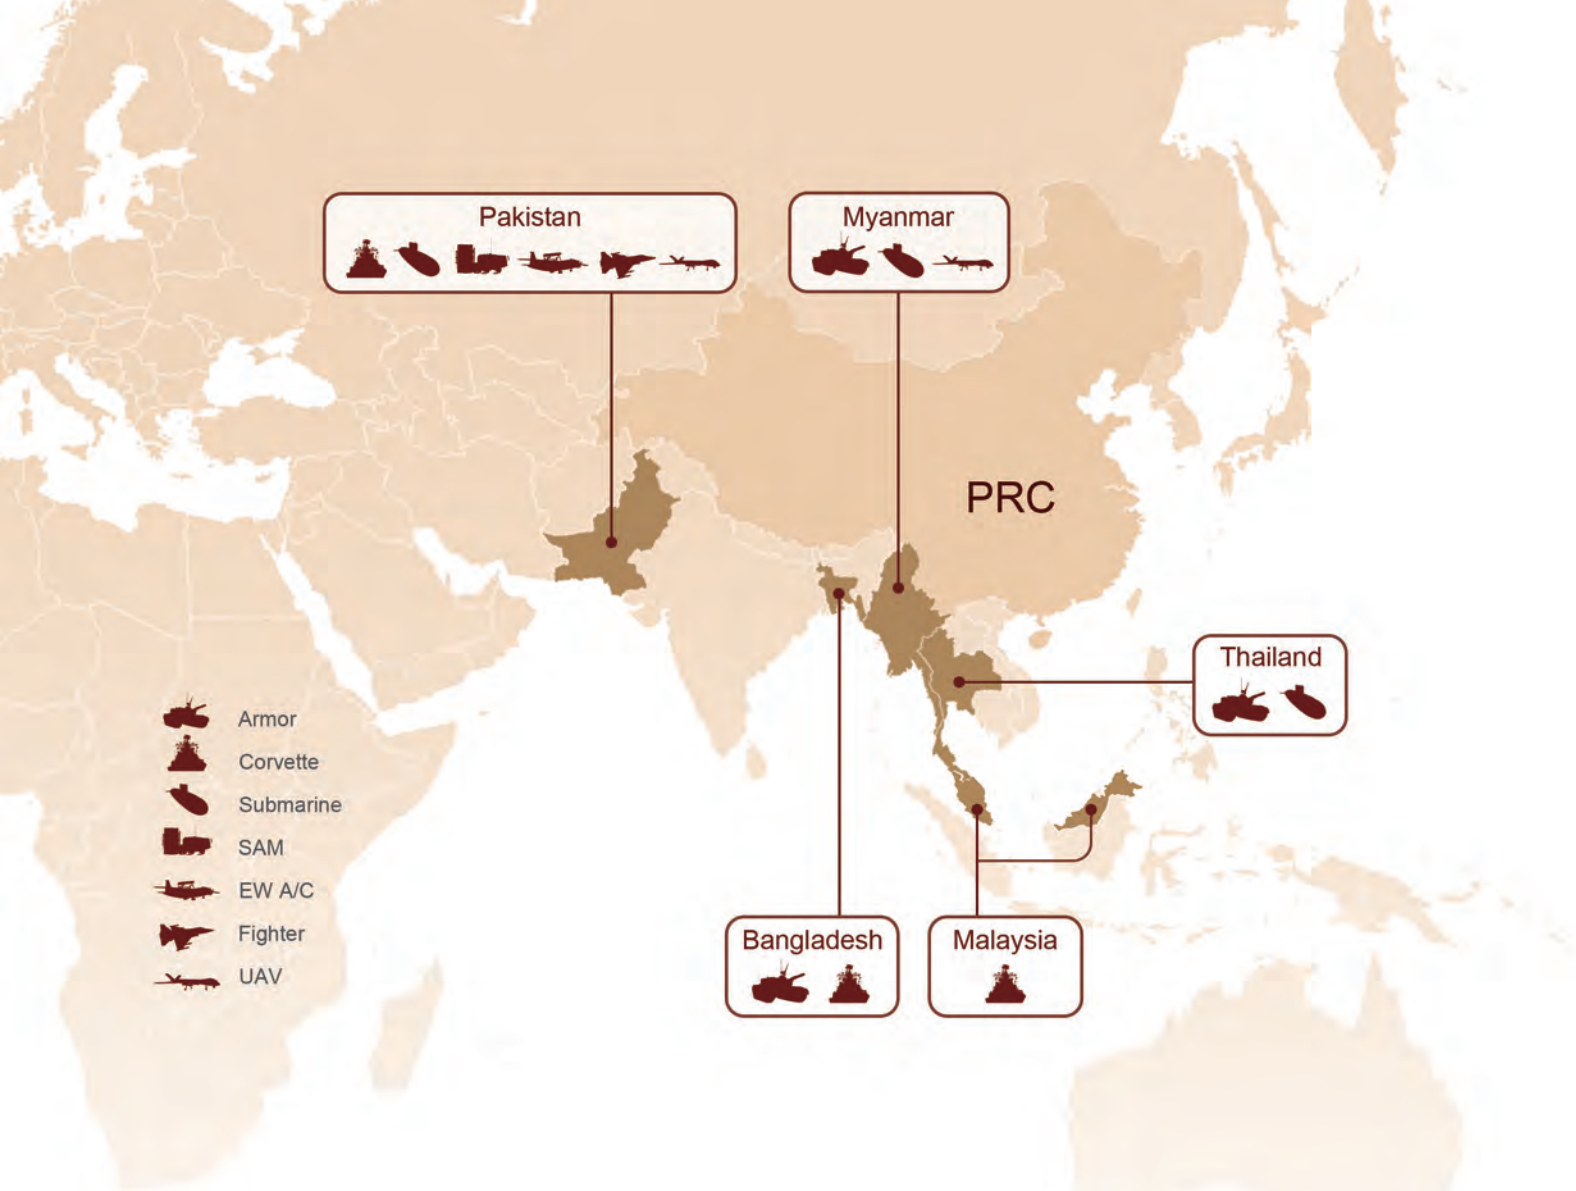 Pakistan
Myanmar
PRC
Thailand
Armor
Corvette
Submarine
SAM
EW A/C
Fighter
UAV
Bangladesh
Malaysia